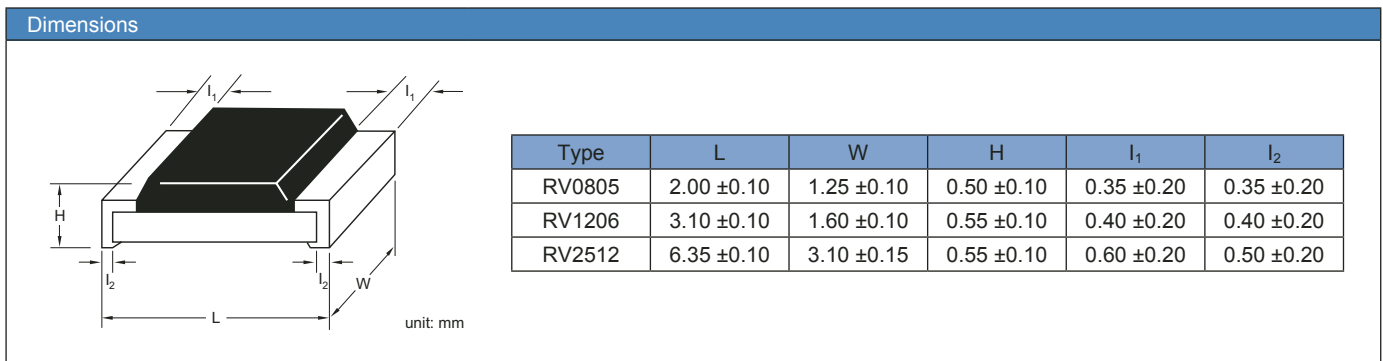 Dimensions
l₁ l₁
H
l₂ l₂ W
L
unit: mm
Type L W H l₁ l₂
RV0805 2.00 ±0.10 1.25 ±0.10 0.50 ±0.10 0.35 ±0.20 0.35 ±0.20
RV1206 3.10 ±0.10 1.60 ±0.10 0.55 ±0.10 0.40 ±0.20 0.40 ±0.20
RV2512 6.35 ±0.10 3.10 ±0.15 0.55 ±0.10 0.60 ±0.20 0.50 ±0.20